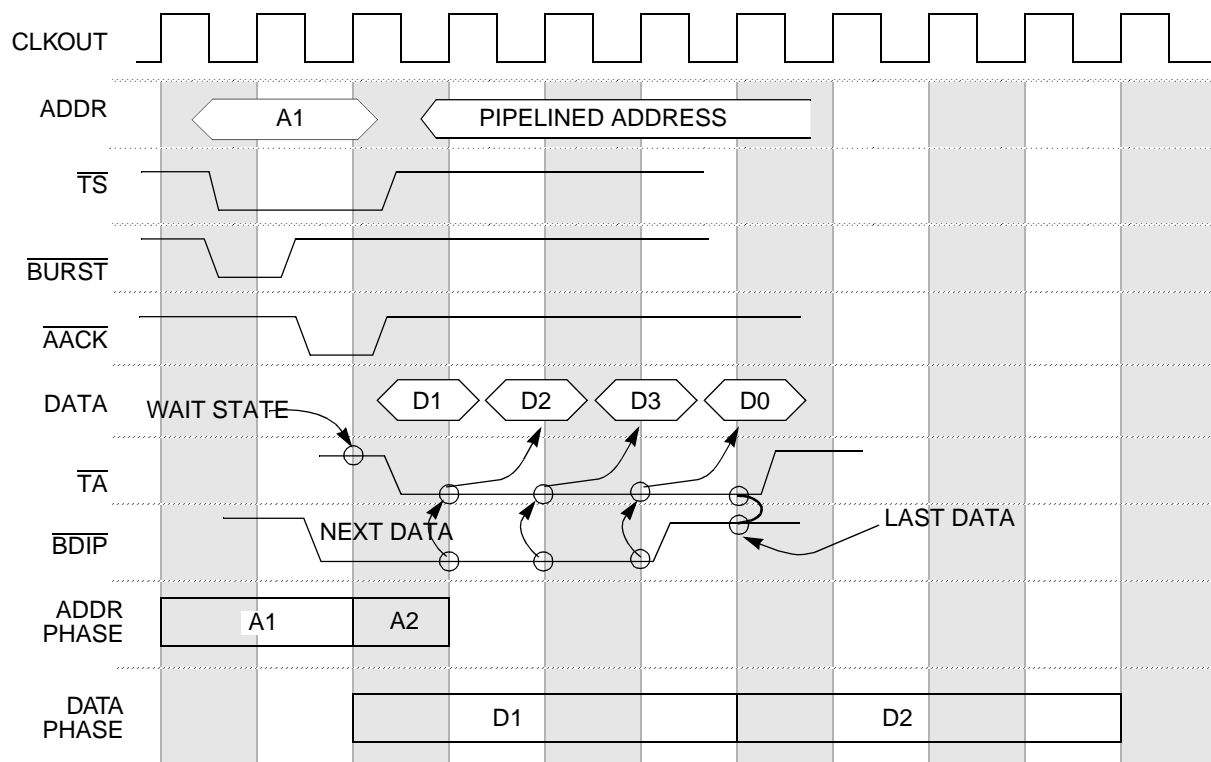 CLKOUT
ADDR
A1
PIPELINED ADDRESS
TS
BURST
AACK
DATA
D1
D2
D3
D0
WAIT STATE
TA
NEXT DATA
LAST DATA
BDIP
ADDR
PHASE
A1
A2
DATA
PHASE
D1
D2